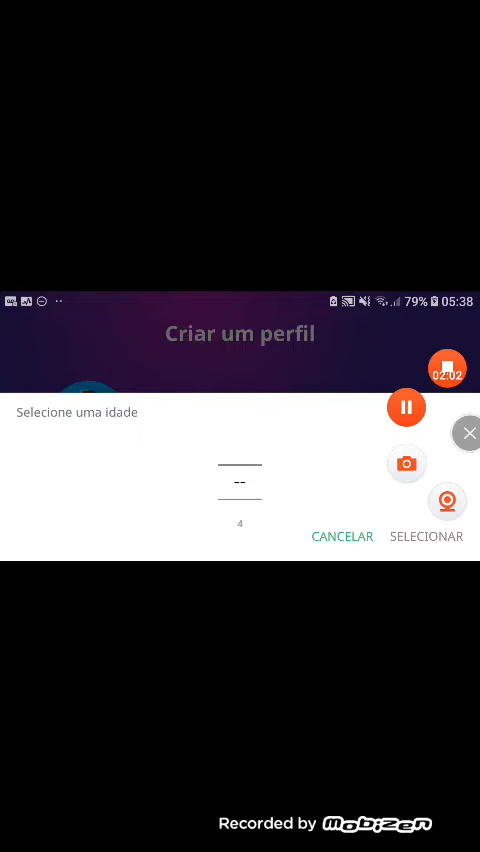 79% 05:38
Criar um perfil
02:02
Selecione uma idade
--
4
CANCELAR SELECIONAR
Recorded by mobizen